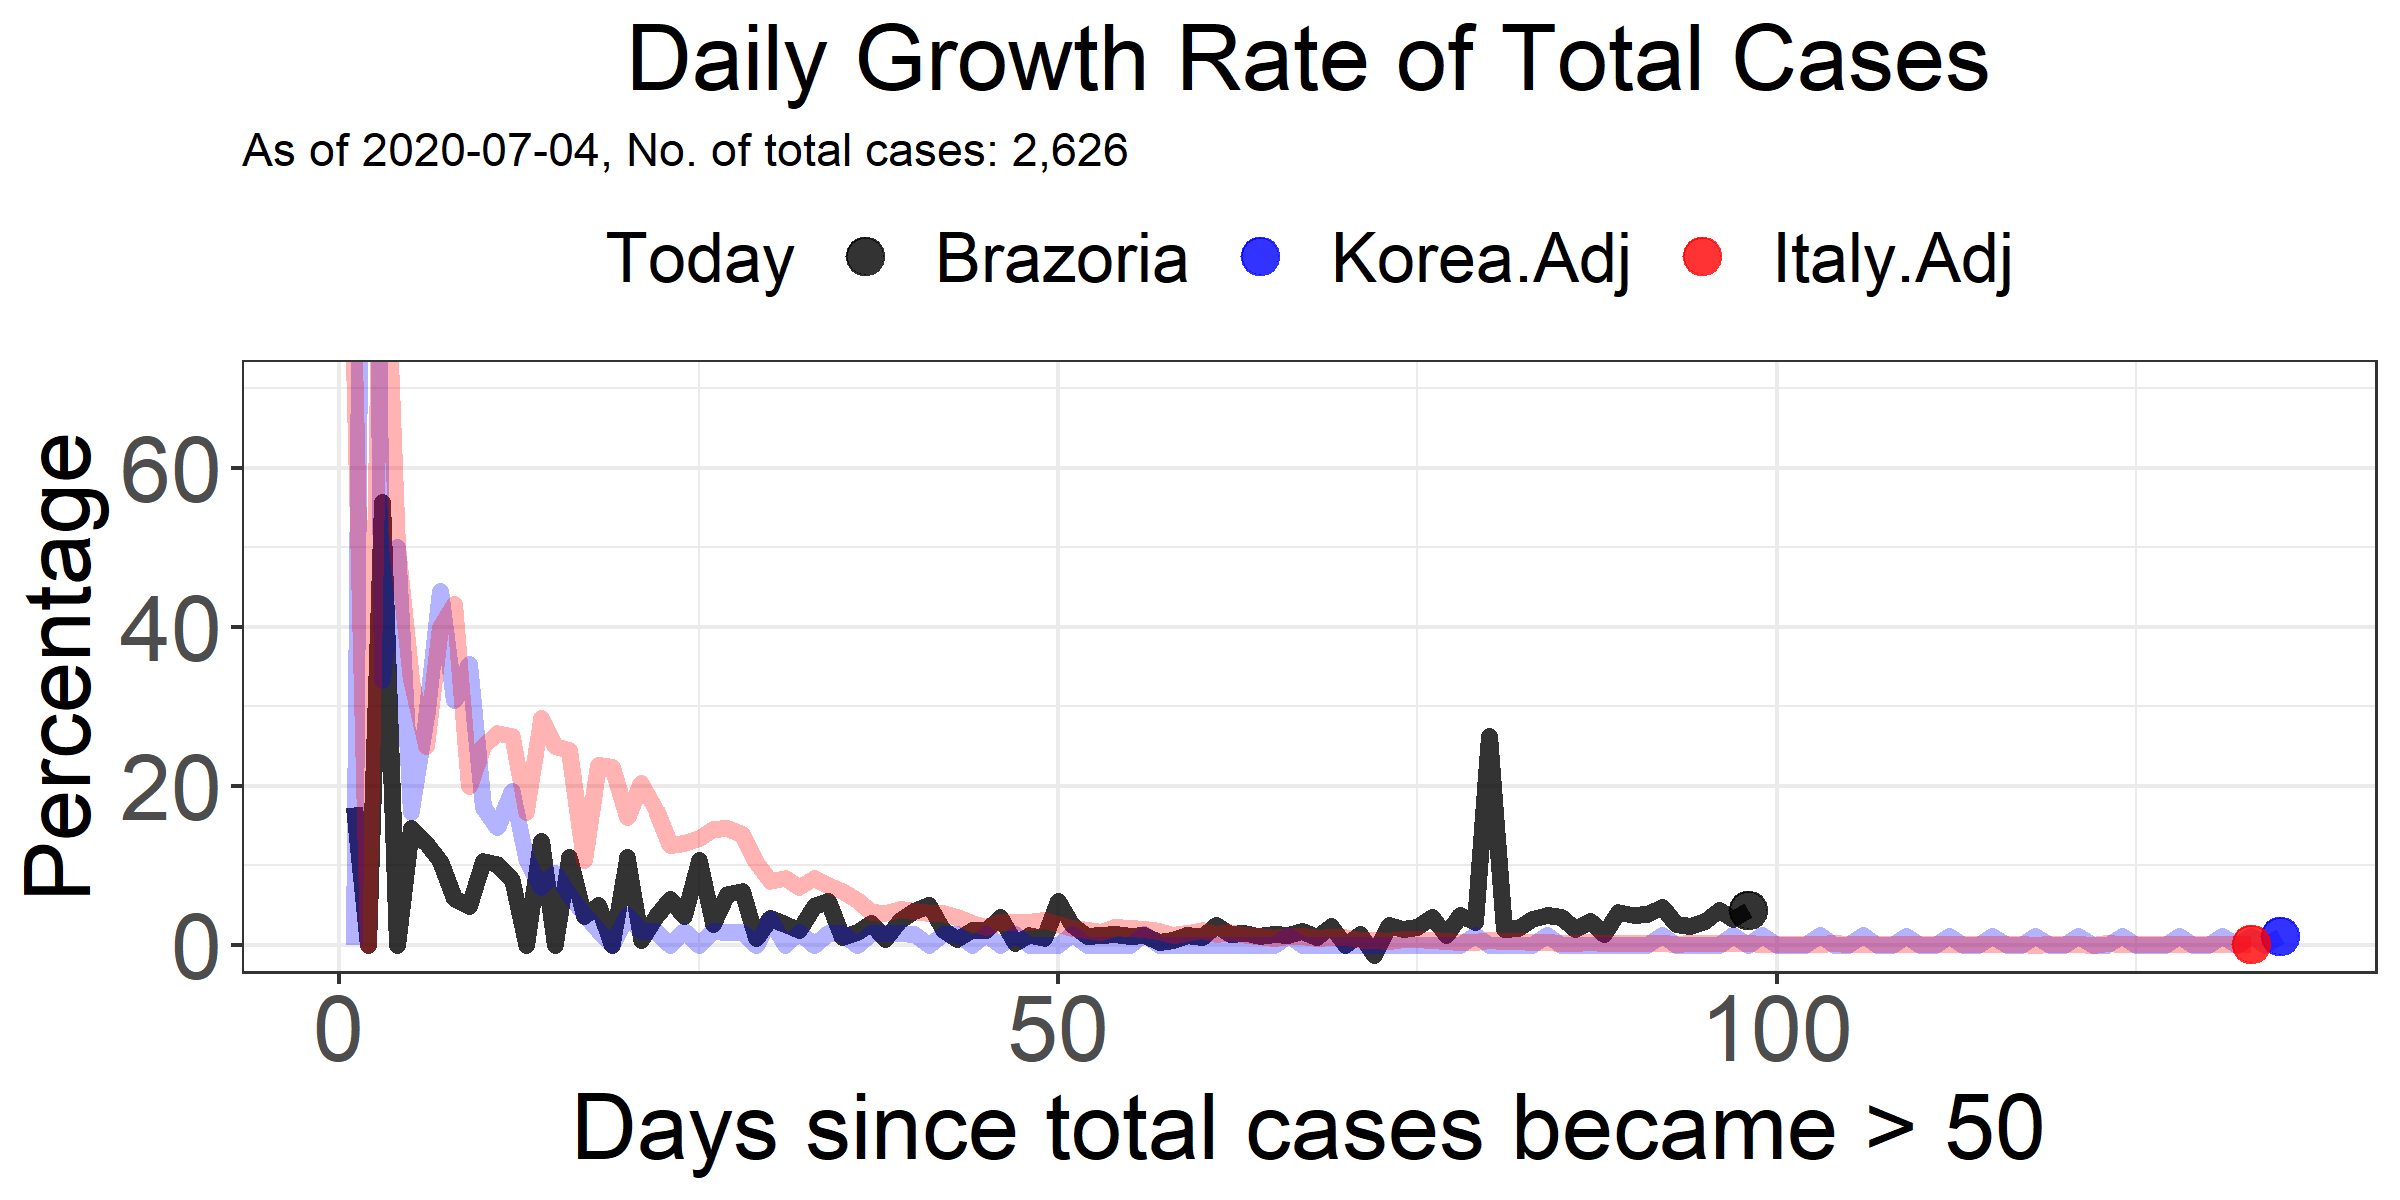 Daily Growth Rate of Total Cases
As of 2020-07-04, No. of total cases: 2,626
Today Brazoria Korea.Adj Italy.Adj
Percentage
60
40
20
0
0 50 100
Days since total cases became > 50